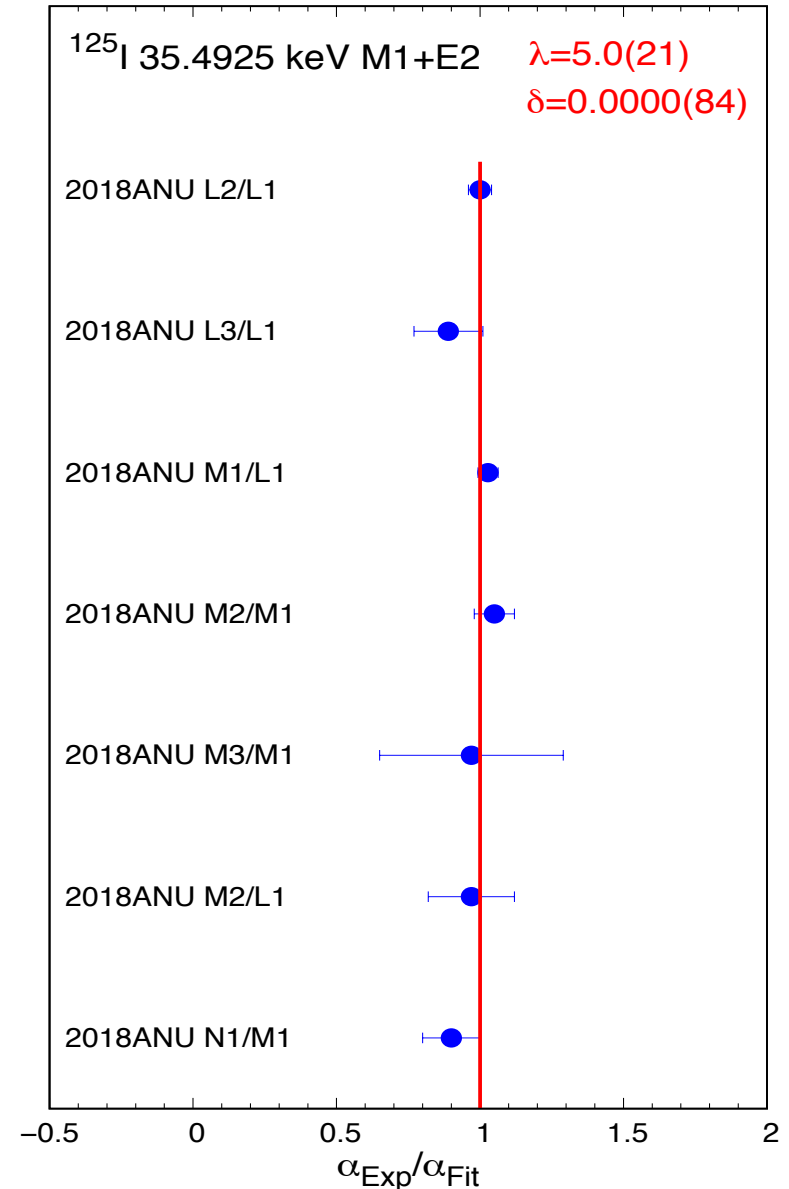 ¹²⁵I 35.4925 keV M1+E2 λ=5.0(21)
δ=0.0000(84)
2018ANU L2/L1
2018ANU L3/L1
2018ANU M1/L1
2018ANU M2/M1
2018ANU M3/M1
2018ANU M2/L1
2018ANU N1/M1
−0.5 0 0.5 1 1.5 2
α_Exp/α_Fit